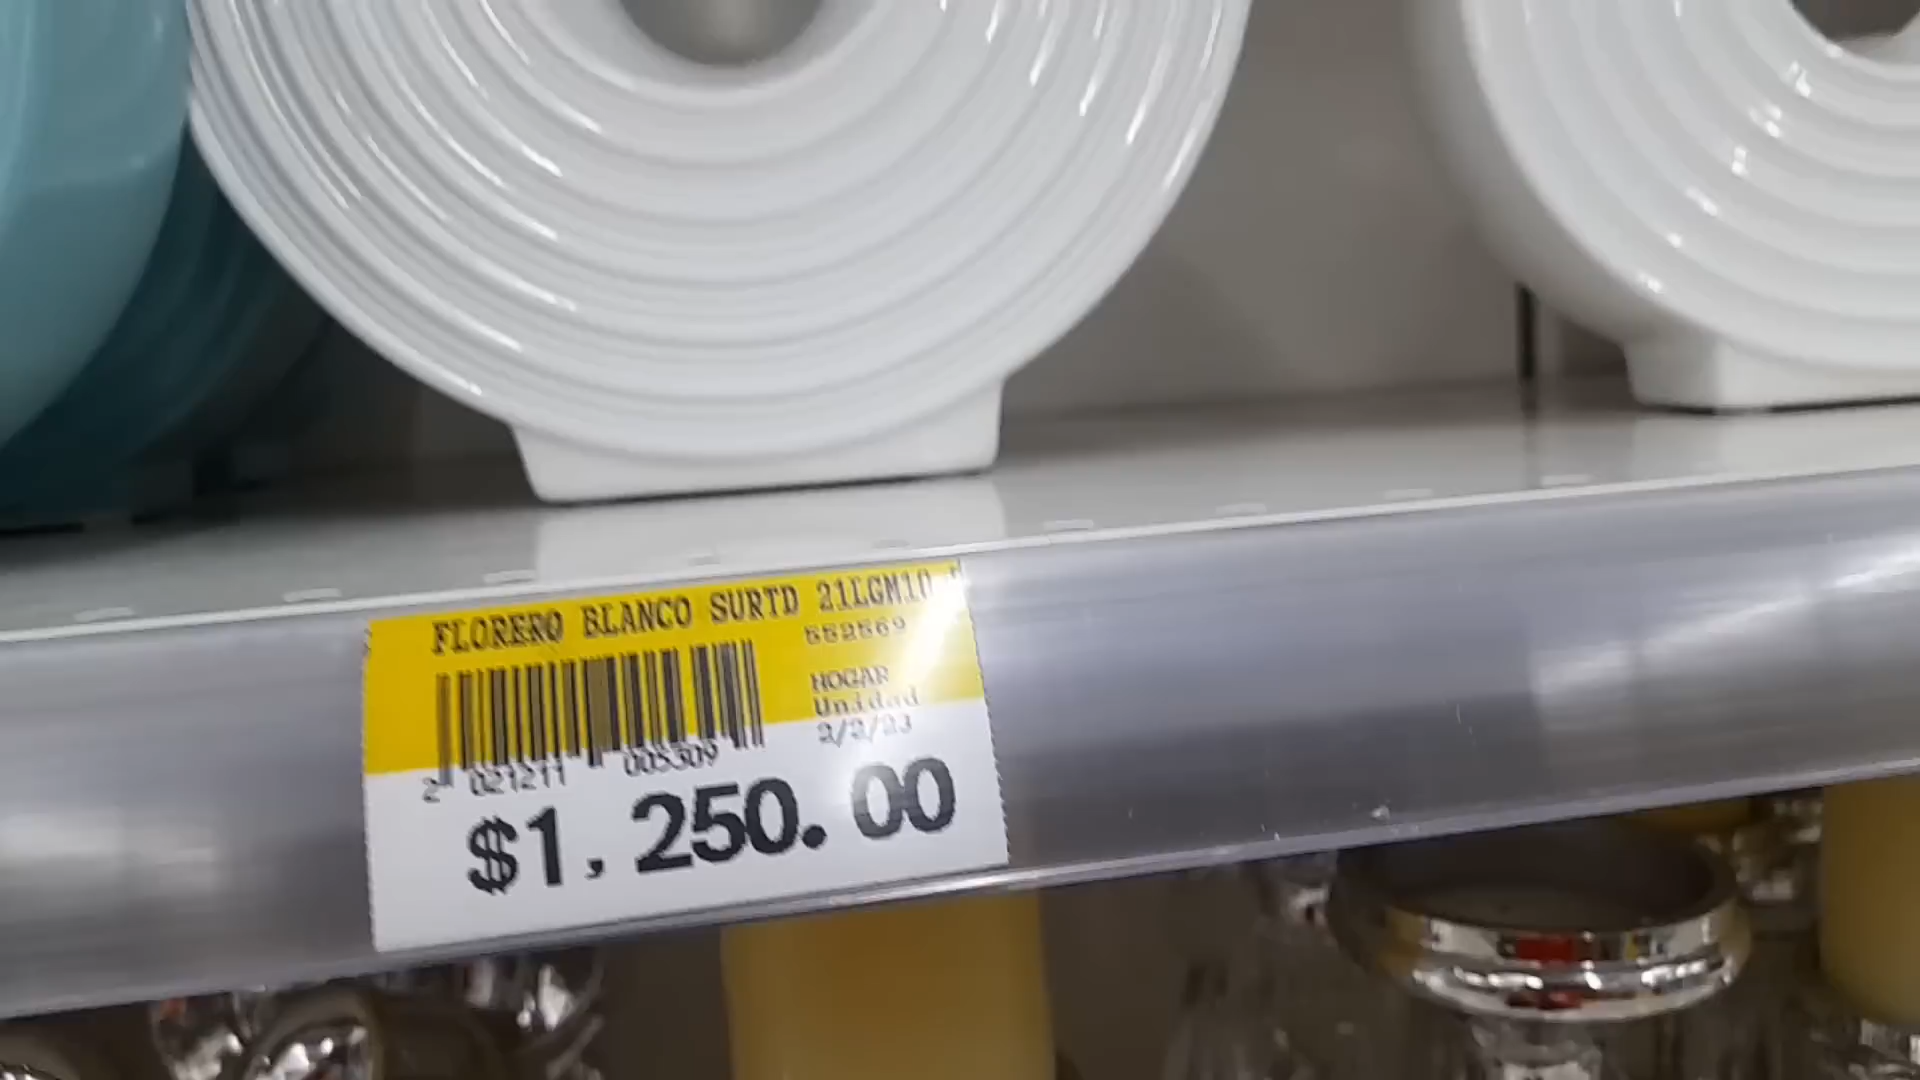 FLORERO BLANCO SURTD 21LGM10
552569
HOGAR
Unidad
2/2/23
2 021211 005309
$1,250.00